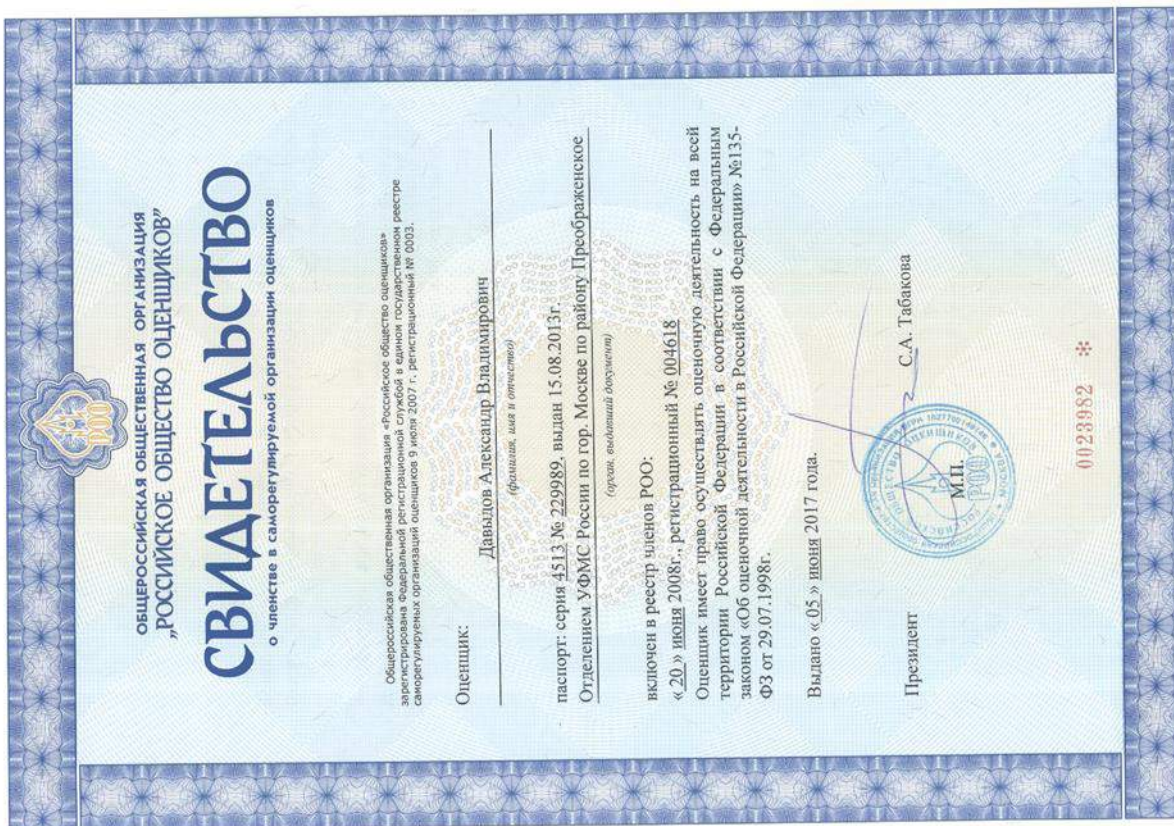 РОО
ОБЩЕРОССИЙСКАЯ ОБЩЕСТВЕННАЯ ОРГАНИЗАЦИЯ
„РОССИЙСКОЕ ОБЩЕСТВО ОЦЕНЩИКОВ”
СВИДЕТЕЛЬСТВО
о членстве в саморегулируемой организации оценщиков
Общероссийская общественная организация «Российское общество оценщиков»
зарегистрирована Федеральной регистрационной службой в едином государственном реестре
саморегулируемых организаций оценщиков 9 июля 2007 г. регистрационный № 0003.
Оценщик:
Давыдов Александр Владимирович
(фамилия, имя и отчество)
паспорт: серия 4513 № 229989, выдан 15.08.2013г.
Отделением УФМС России по гор. Москве по району Преображенское
(орган, выдавший документ)
включен в реестр членов РОО:
« 20 » июня 2008г., регистрационный № 004618
Оценщик имеет право осуществлять оценочную деятельность на всей
территории Российской Федерации в соответствии с Федеральным
законом «Об оценочной деятельности в Российской Федерации» №135-
ФЗ от 29.07.1998г.
Выдано « 05 » июня 2017 года.
Президент С.А. Табакова
М.П.
РОО
0023982 *